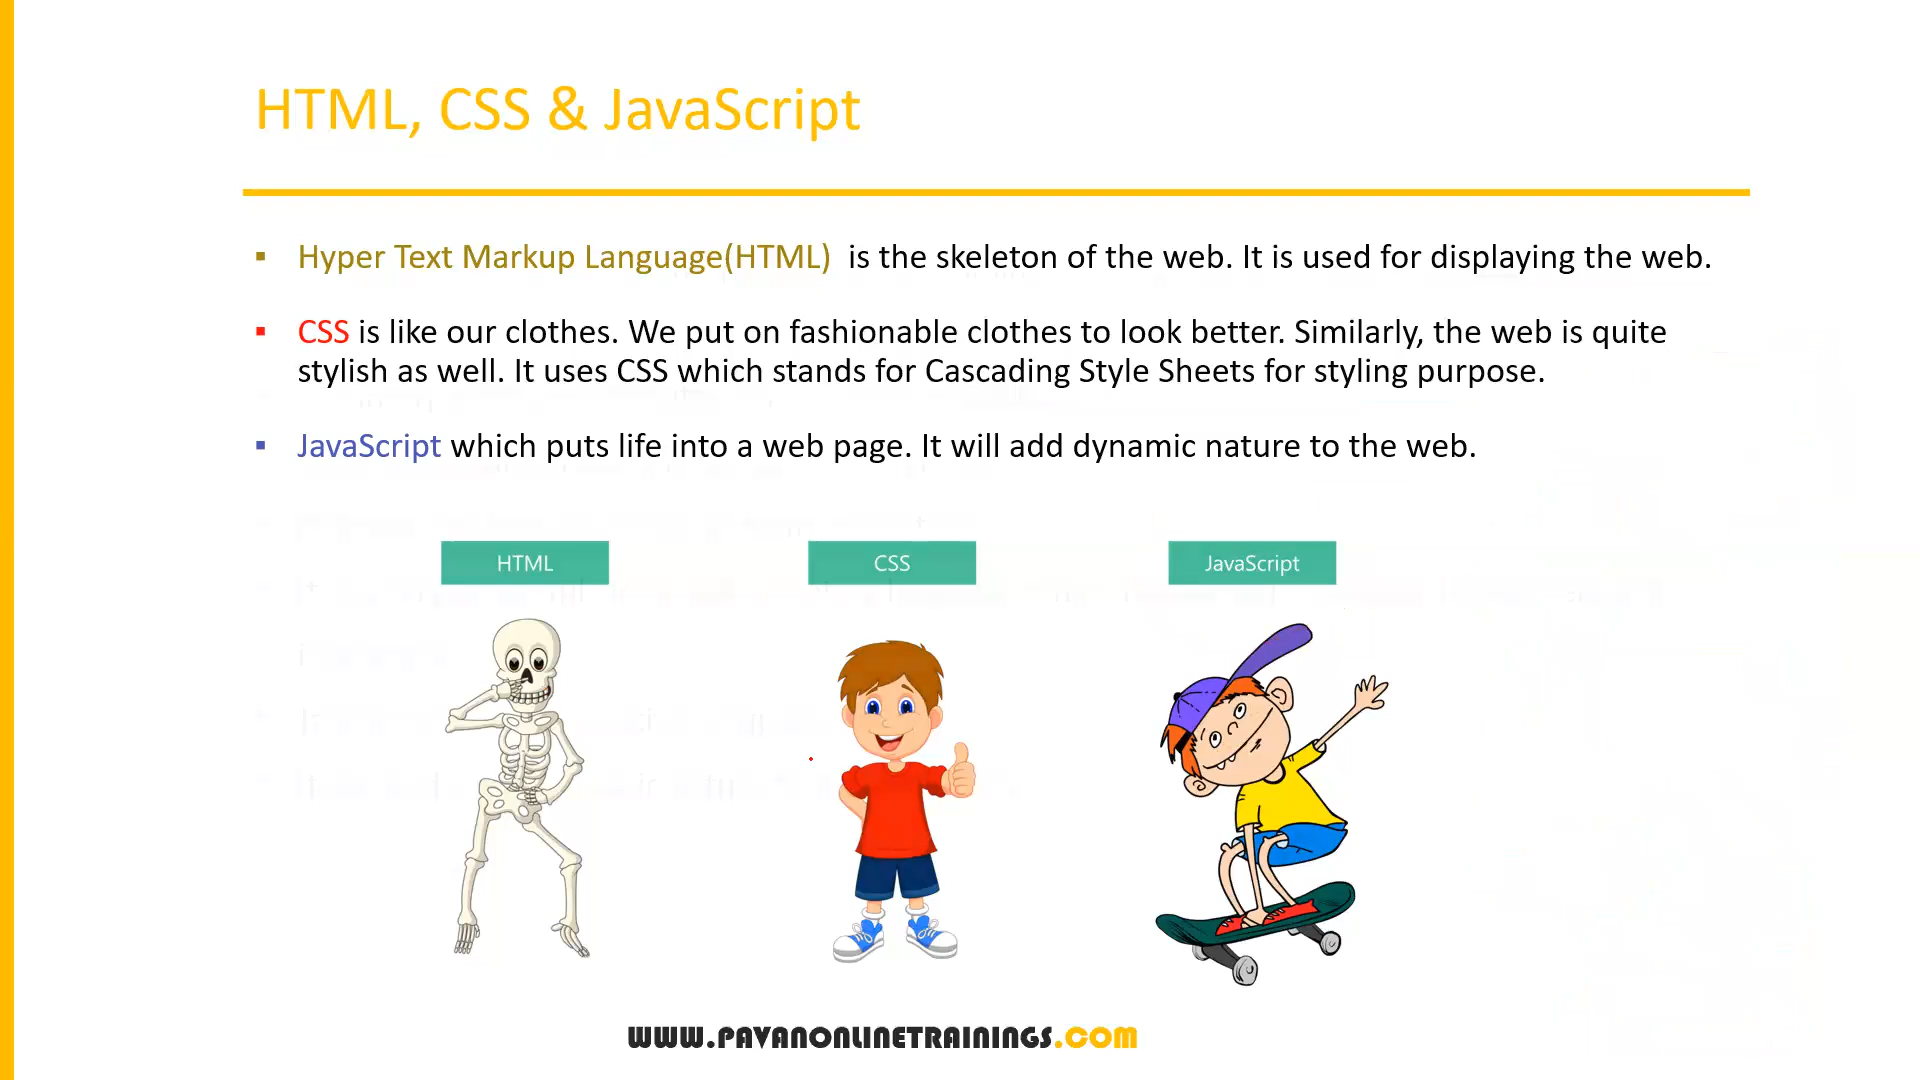 HTML, CSS & JavaScript
▪ Hyper Text Markup Language(HTML) is the skeleton of the web. It is used for displaying the web.
▪ CSS is like our clothes. We put on fashionable clothes to look better. Similarly, the web is quite
stylish as well. It uses CSS which stands for Cascading Style Sheets for styling purpose.
▪ JavaScript which puts life into a web page. It will add dynamic nature to the web.
HTML
CSS
JavaScript
WWW.PAVANONLINETRAININGS.COM